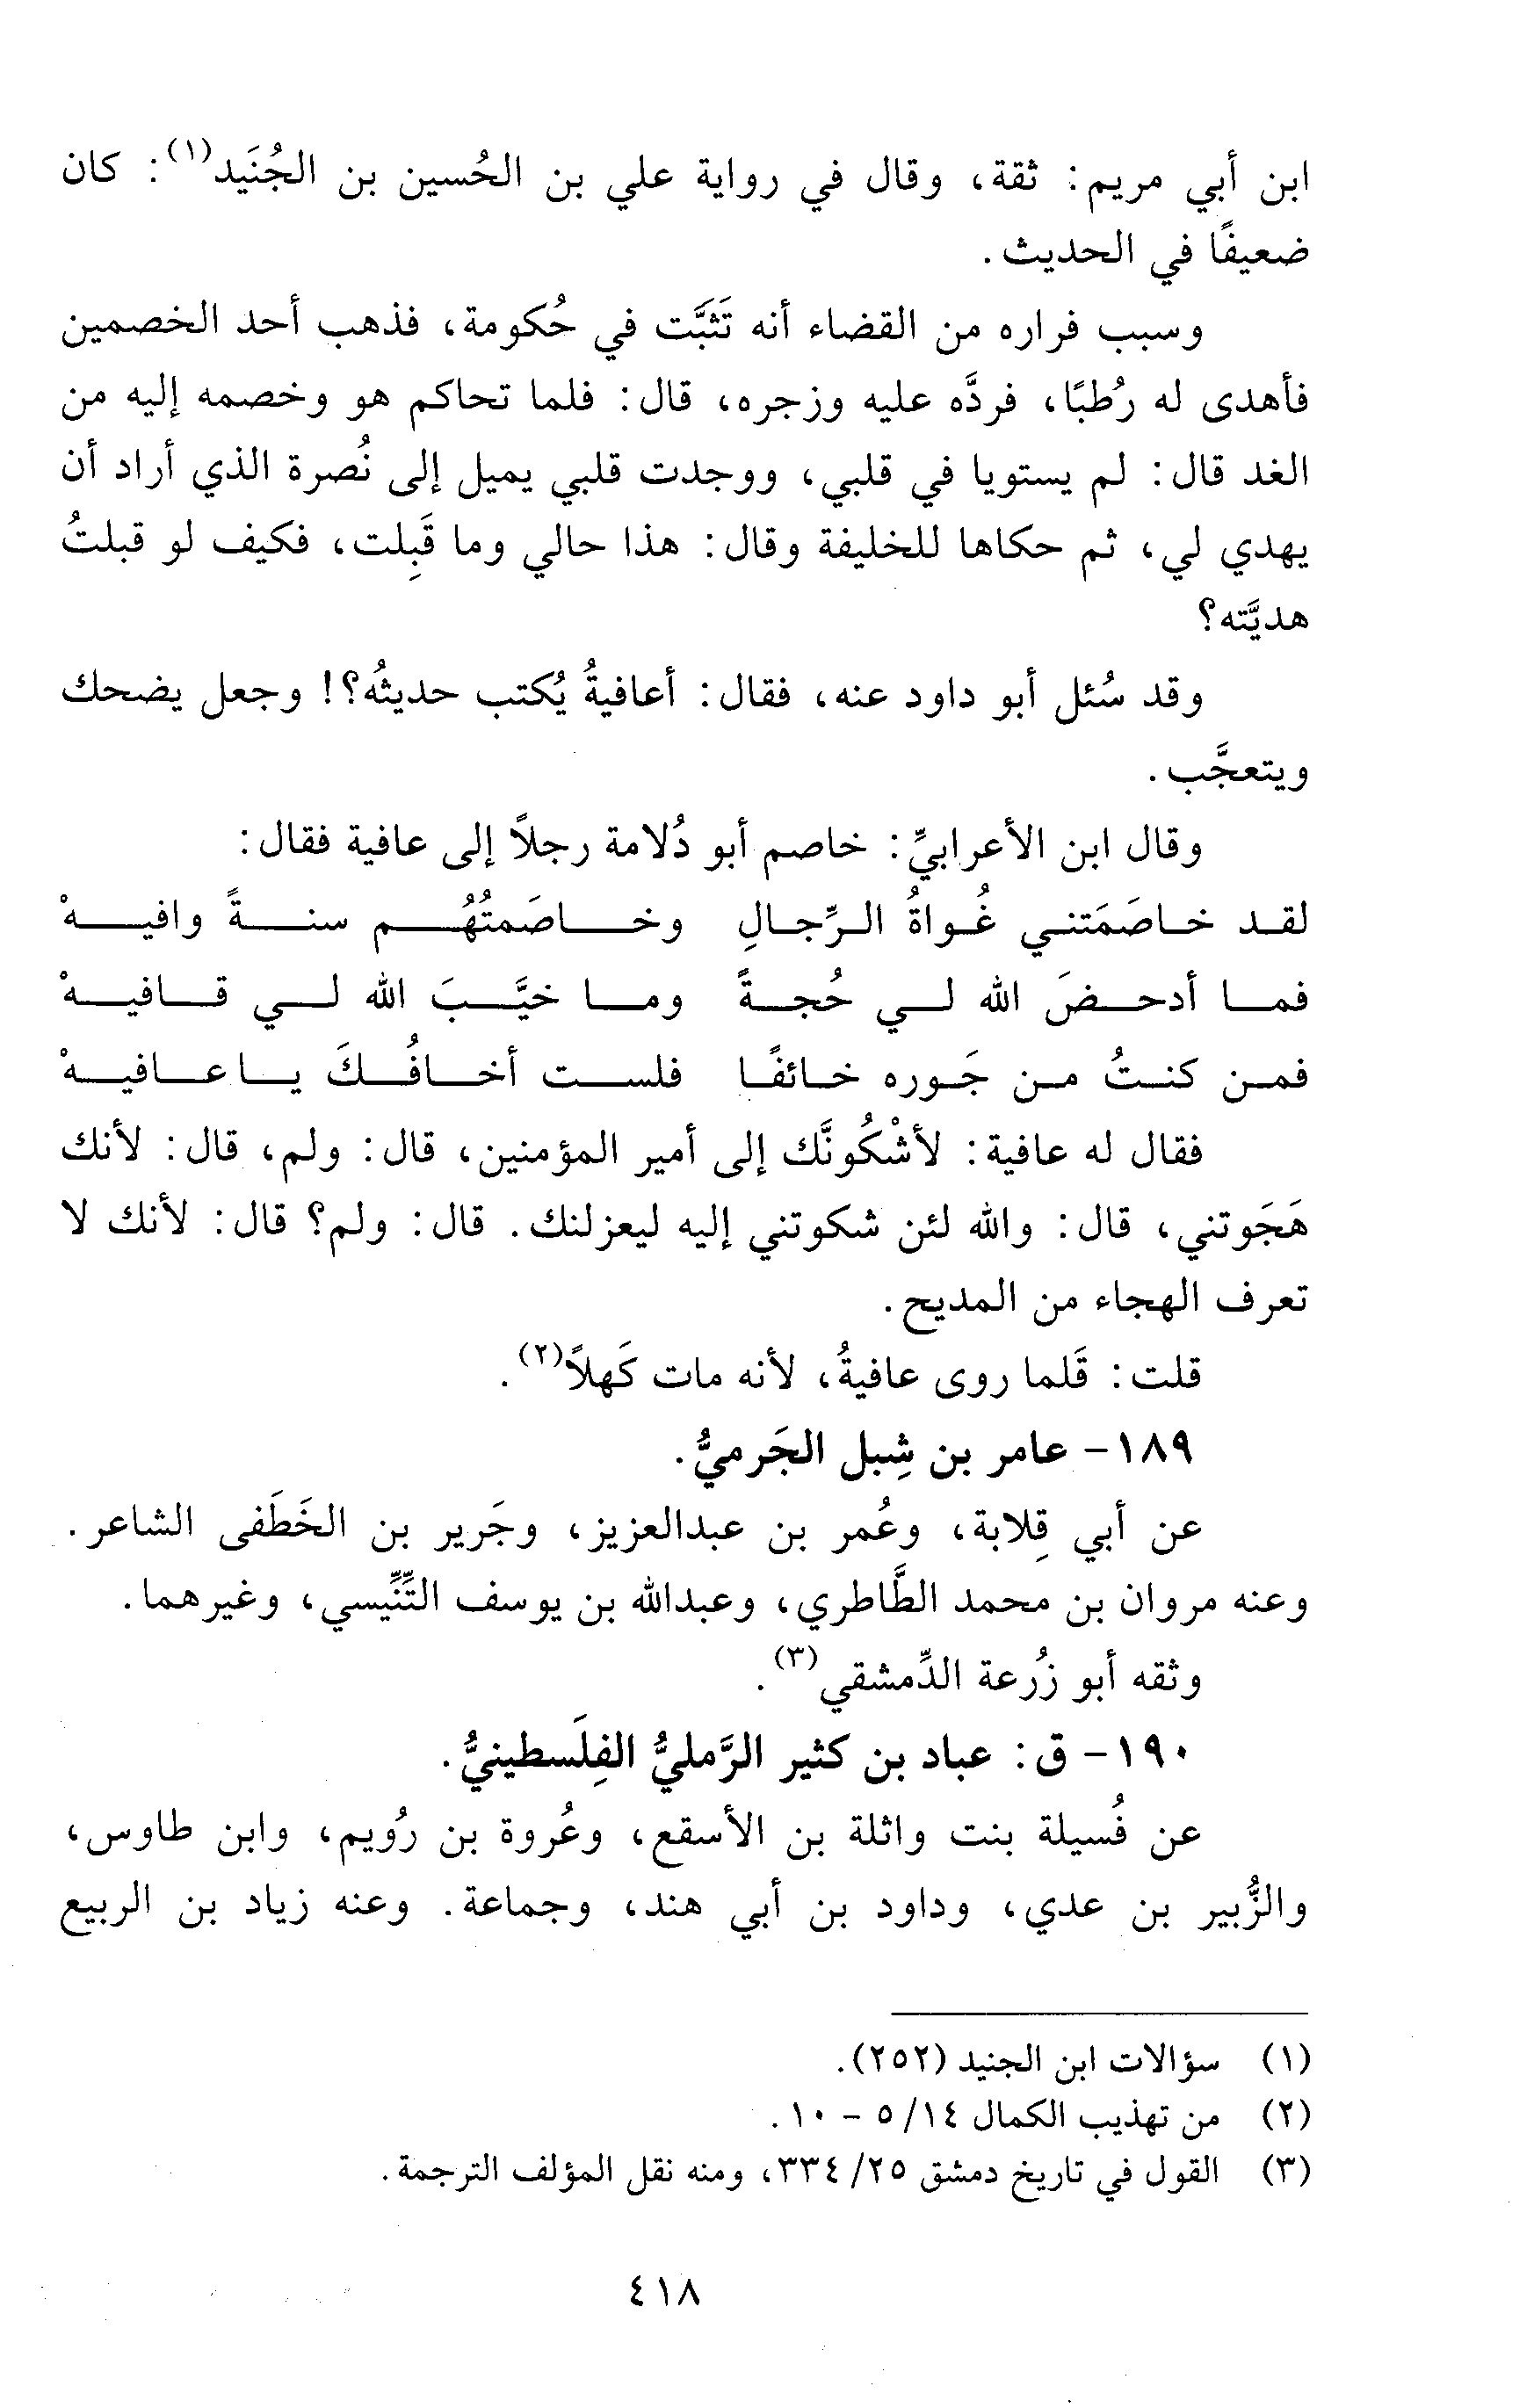 ابن أبي مريم: ثقة، وقال في رواية علي بن الحُسين بن الجُنَيد(١): كان
ضعيفًا في الحديث.
وسبب فراره من القضاء أنه تَثبَّت في حُكومة، فذهب أحد الخصمين
فأهدى له رُطبًا، فردَّه عليه وزجره، قال: فلما تحاكم هو وخصمه إليه من
الغد قال: لم يستويا في قلبي، ووجدت قلبي يميل إلى نُصرة الذي أراد أن
يهدي لي، ثم حكاها للخليفة وقال: هذا حالي وما قَبِلت، فكيف لو قبلتُ
هديَّته؟
وقد سُئل أبو داود عنه، فقال: أعافيةُ يُكتب حديثُه؟! وجعل يضحك
ويتعجَّب.
وقال ابن الأعرابيِّ: خاصم أبو دُلامة رجلاً إلى عافية فقال:
لقد خاصَمَتني غُواةُ الرِّجالِ وخاصَمتُهُم سنةً وافيهْ
فما أدحضَ الله لي حُجةً وما خيَّبَ الله لي قافيهْ
فمن كنتُ من جَوره خائفًا فلست أخافُكَ يا عافيهْ
فقال له عافية: لأشْكُونَّك إلى أمير المؤمنين، قال: ولم، قال: لأنك
هَجَوتني، قال: والله لئن شكوتني إليه ليعزلنك. قال: ولم؟ قال: لأنك لا
تعرف الهجاء من المديح.
قلت: قَلما روى عافيةُ، لأنه مات كَهلاً(٢).
١٨٩- عامر بن شِبل الجَرميُّ.
عن أبي قِلابة، وعُمر بن عبدالعزيز، وجَرير بن الخَطَفى الشاعر.
وعنه مروان بن محمد الطَّاطري، وعبدالله بن يوسف التِّنِّيسي، وغيرهما.
وثقه أبو زُرعة الدِّمشقي(٣).
١٩٠- ق: عباد بن كثير الرَّمليُّ الفِلَسطينيُّ.
عن فُسيلة بنت واثلة بن الأسقع، وعُروة بن رُويم، وابن طاوس،
والزُّبير بن عدي، وداود بن أبي هند، وجماعة. وعنه زياد بن الربيع
(١) سؤالات ابن الجنيد (٢٥٢).
(٢) من تهذيب الكمال ١٤/ ٥ - ١٠.
(٣) القول في تاريخ دمشق ٢٥/ ٣٣٤، ومنه نقل المؤلف الترجمة.
٤١٨